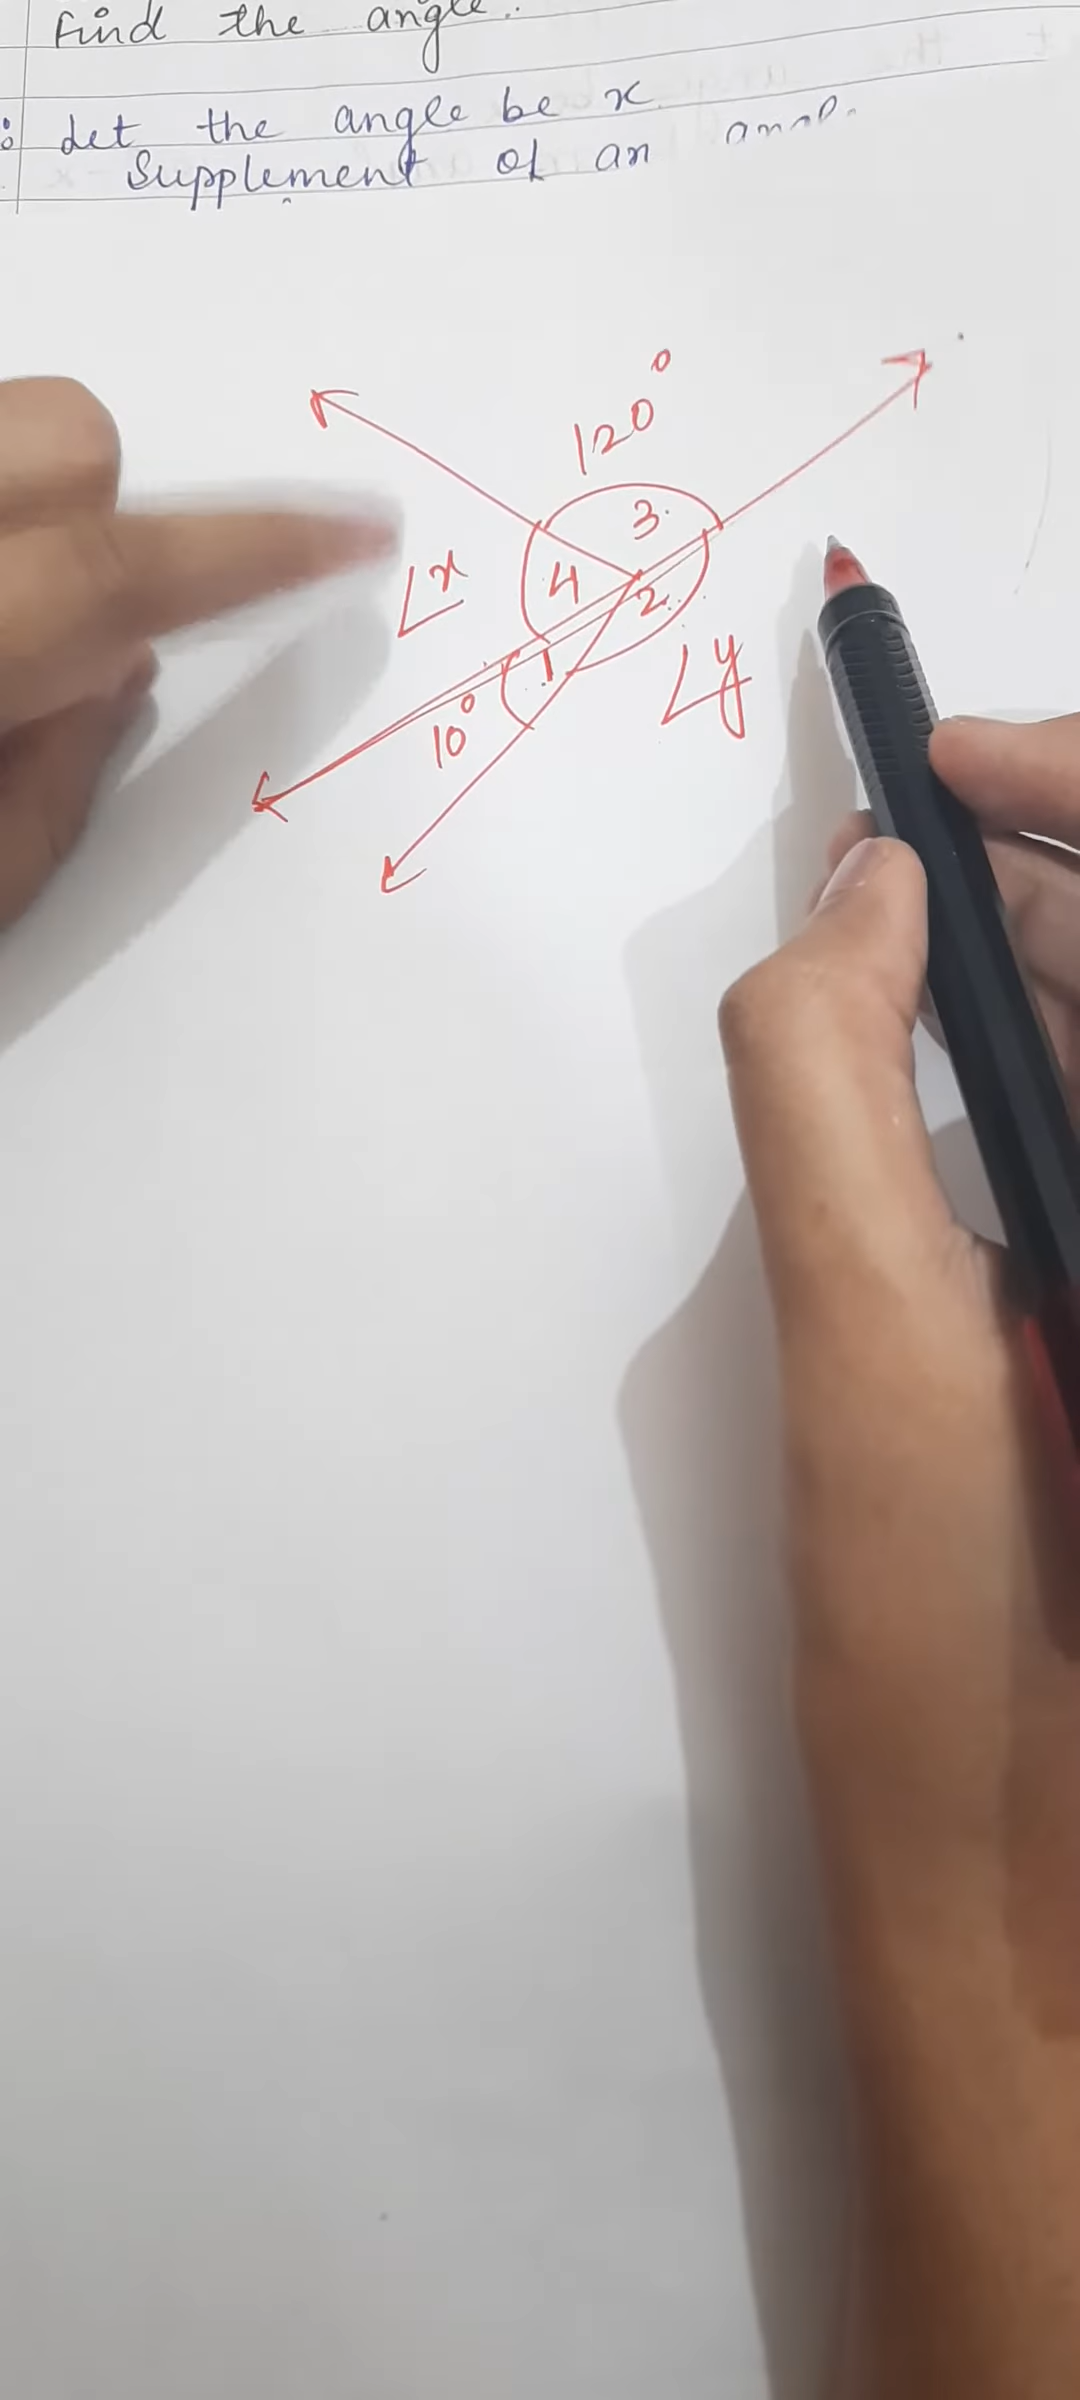 Find the angle.
: Let the angle be x
Supplement of an
120°
3
∠x 4 2
1 ∠y
10°